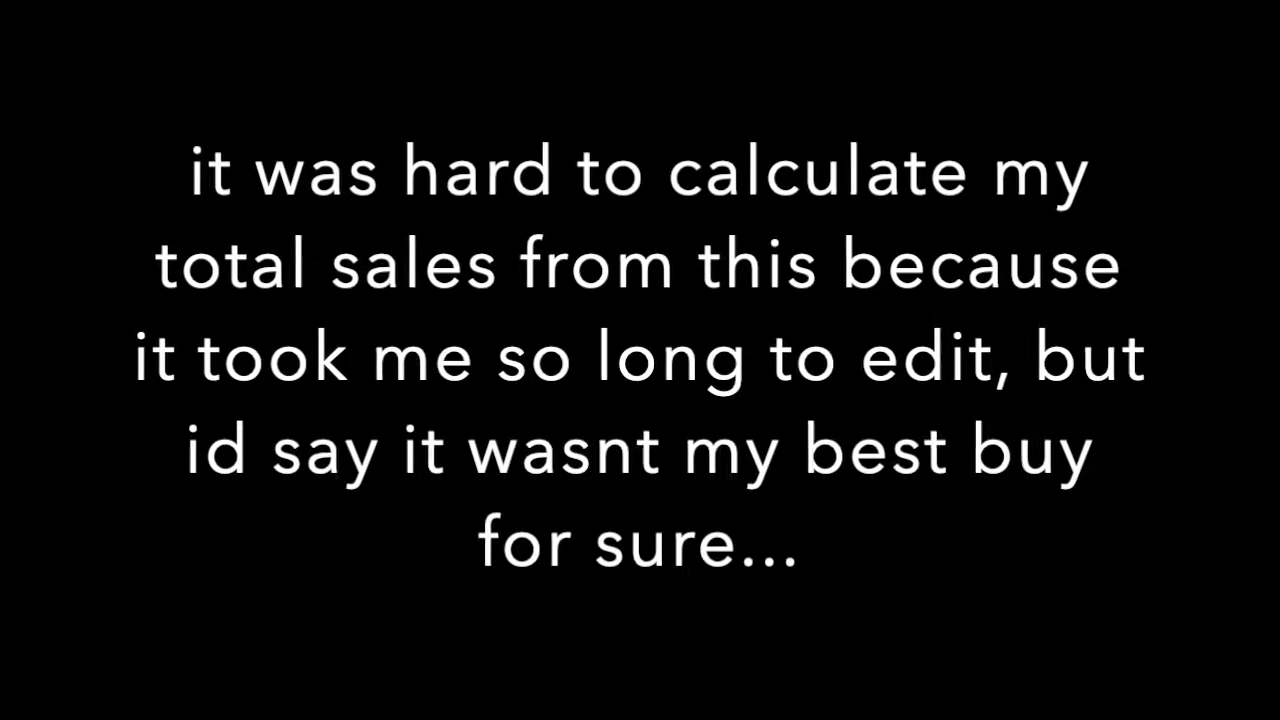 it was hard to calculate my
total sales from this because
it took me so long to edit, but
id say it wasnt my best buy
for sure...